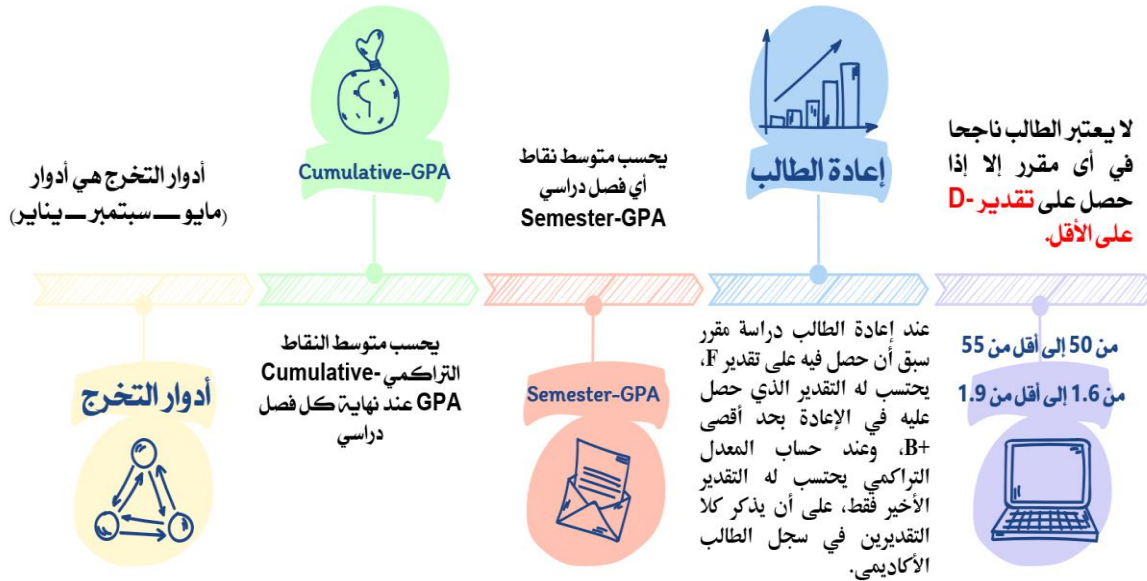 لا يعتبر الطالب ناجحا
في أى مقرر إلا إذا
حصل على تقدير D-
على الأقل.
من 50 إلى أقل من 55
من 1.6 إلى أقل من 1.9
إعادة الطالب
عند إعادة الطالب دراسة مقرر
سبق أن حصل فيه على تقدير F،
يحتسب له التقدير الذي حصل
عليه في الإعادة بحد أقصى
B+، وعند حساب المعدل
التراكمي يحتسب له التقدير
الأخير فقط، على أن يذكر كلا
التقديرين في سجل الطالب
الأكاديمي.
يحسب متوسط نقاط
أي فصل دراسي
Semester-GPA
Semester-GPA
Cumulative-GPA
يحسب متوسط النقاط
التراكمي Cumulative-
GPA عند نهاية كل فصل
دراسي
أدوار التخرج هي أدوار
(مايو – سبتمبر – يناير)
أدوار التخرج